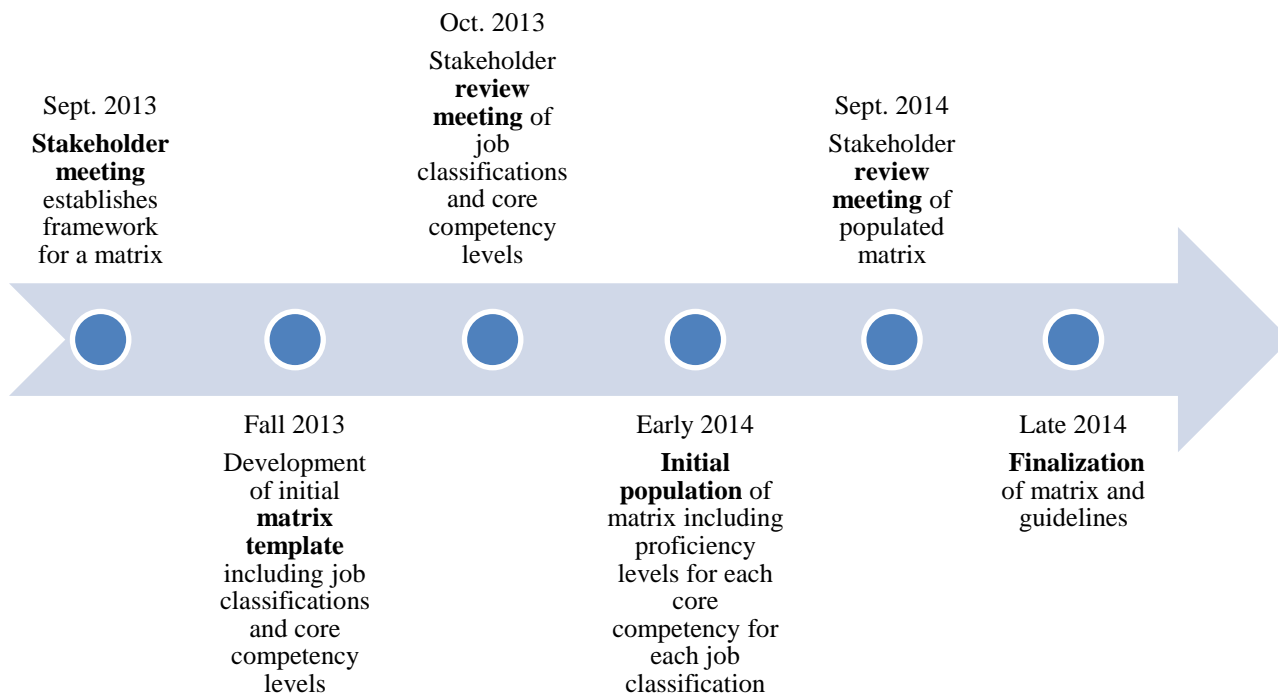 Sept. 2013
Stakeholder
meeting
establishes
framework
for a matrix
Fall 2013
Development
of initial
matrix
template
including job
classifications
and core
competency
levels
Oct. 2013
Stakeholder
review
meeting of
job
classifications
and core
competency
levels
Early 2014
Initial
population of
matrix including
proficiency
levels for each
core
competency for
each job
classification
Sept. 2014
Stakeholder
review
meeting of
populated
matrix
Late 2014
Finalization
of matrix and
guidelines